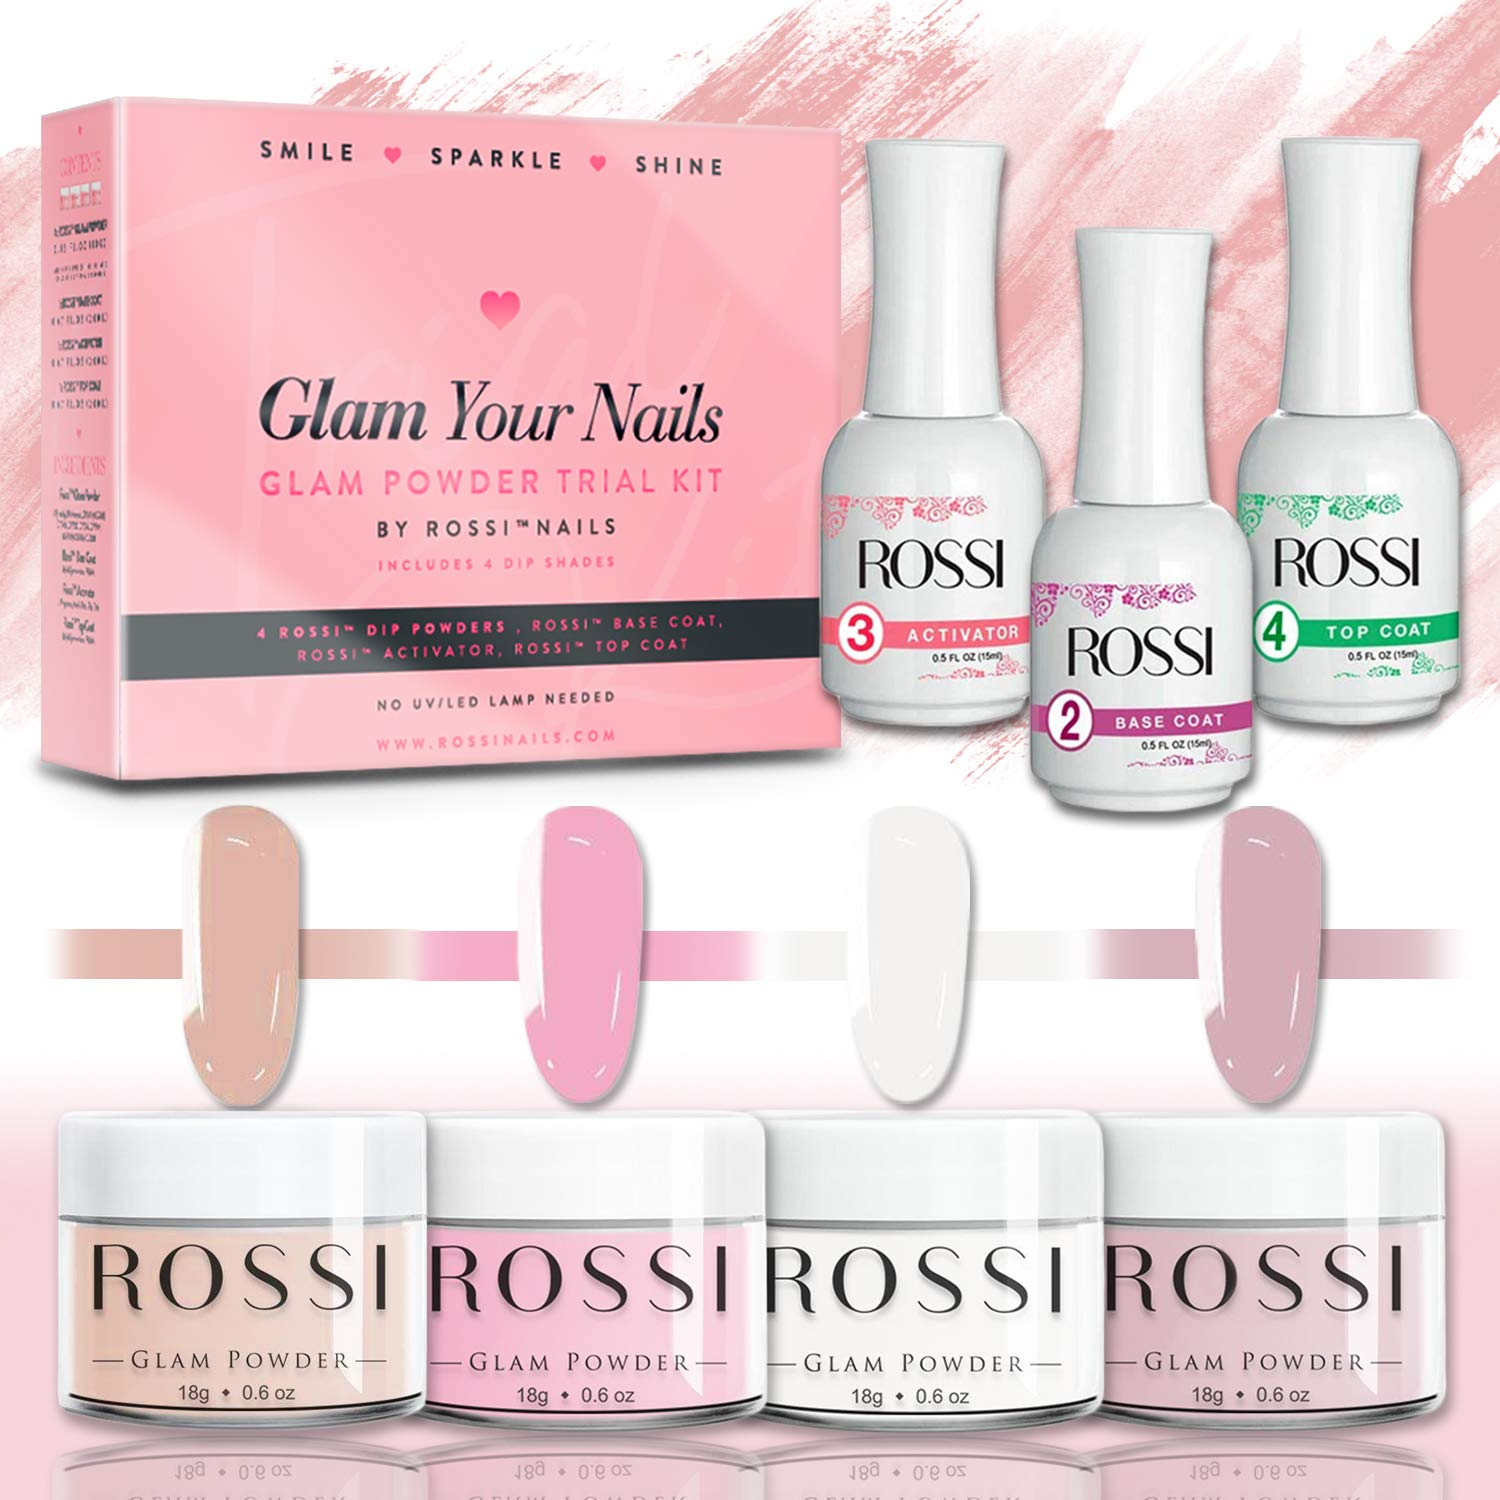 SMILE ♥ SPARKLE ♥ SHINE
Glam Your Nails
GLAM POWDER TRIAL KIT
BY ROSSI™ NAILS
INCLUDES 4 DIP SHADES
4 ROSSI™ DIP POWDERS , ROSSI™ BASE COAT,
ROSSI™ ACTIVATOR, ROSSI™ TOP COAT
NO UV/LED LAMP NEEDED
WWW.ROSSINAILS.COM
CONTENTS
INGREDIENTS
ROSSI
3 ACTIVATOR
0.5 FL OZ (15ml)
ROSSI
2 BASE COAT
0.5 FL OZ (15ml)
ROSSI
4 TOP COAT
0.5 FL OZ (15ml)
ROSSI
GLAM POWDER
18g ♦ 0.6 oz
ROSSI
GLAM POWDER
18g ♦ 0.6 oz
ROSSI
GLAM POWDER
18g ♦ 0.6 oz
ROSSI
GLAM POWDER
18g ♦ 0.6 oz